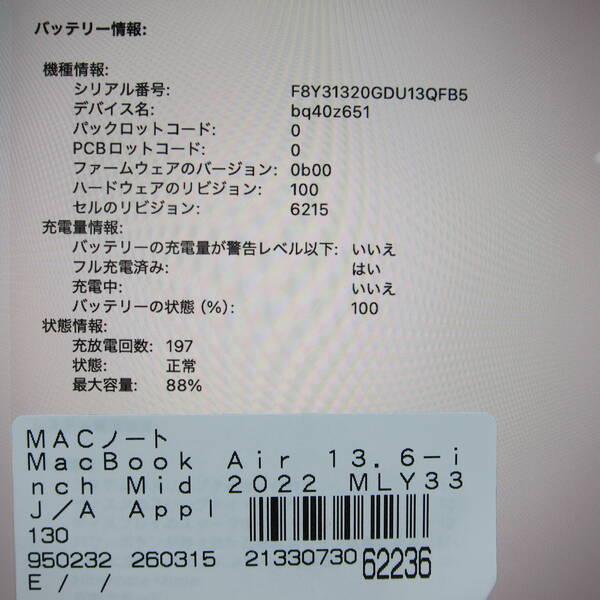 バッテリー情報:
機種情報:
シリアル番号: F8Y31320GDU13QFB5
デバイス名: bq40z651
パックロットコード: 0
PCBロットコード: 0
ファームウェアのバージョン: 0b00
ハードウェアのリビジョン: 100
セルのリビジョン: 6215
充電量情報:
バッテリーの充電量が警告レベル以下: いいえ
フル充電済み: はい
充電中: いいえ
バッテリーの状態 (%): 100
状態情報:
充放電回数: 197
状態: 正常
最大容量: 88%
MACノート
MacBook Air 13.6-i
nch Mid 2022 MLY33
J/A Appl
130
950232 260315 21330730 62236
E / /